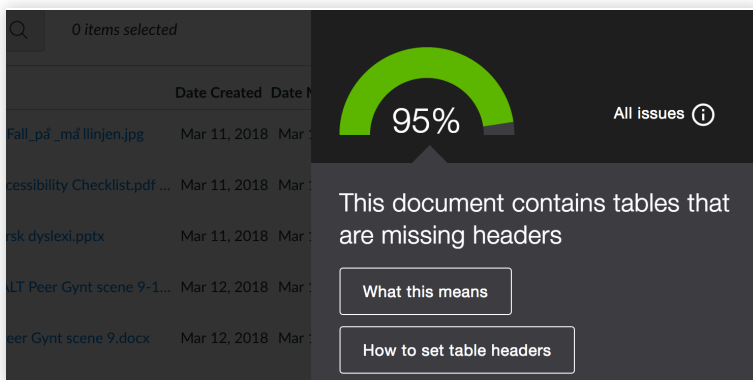 0 items selected
Date Created Date M
Fall_på_mållinjen.jpg Mar 11, 2018 Mar 1
cessibility Checklist.pdf ... Mar 11, 2018 Mar 1
rsk dyslexi.pptx Mar 11, 2018 Mar 1
ALT Peer Gynt scene 9-1... Mar 12, 2018 Mar 1
eer Gynt scene 9.docx Mar 12, 2018 Mar 1
95%
All issues
This document contains tables that
are missing headers
What this means
How to set table headers